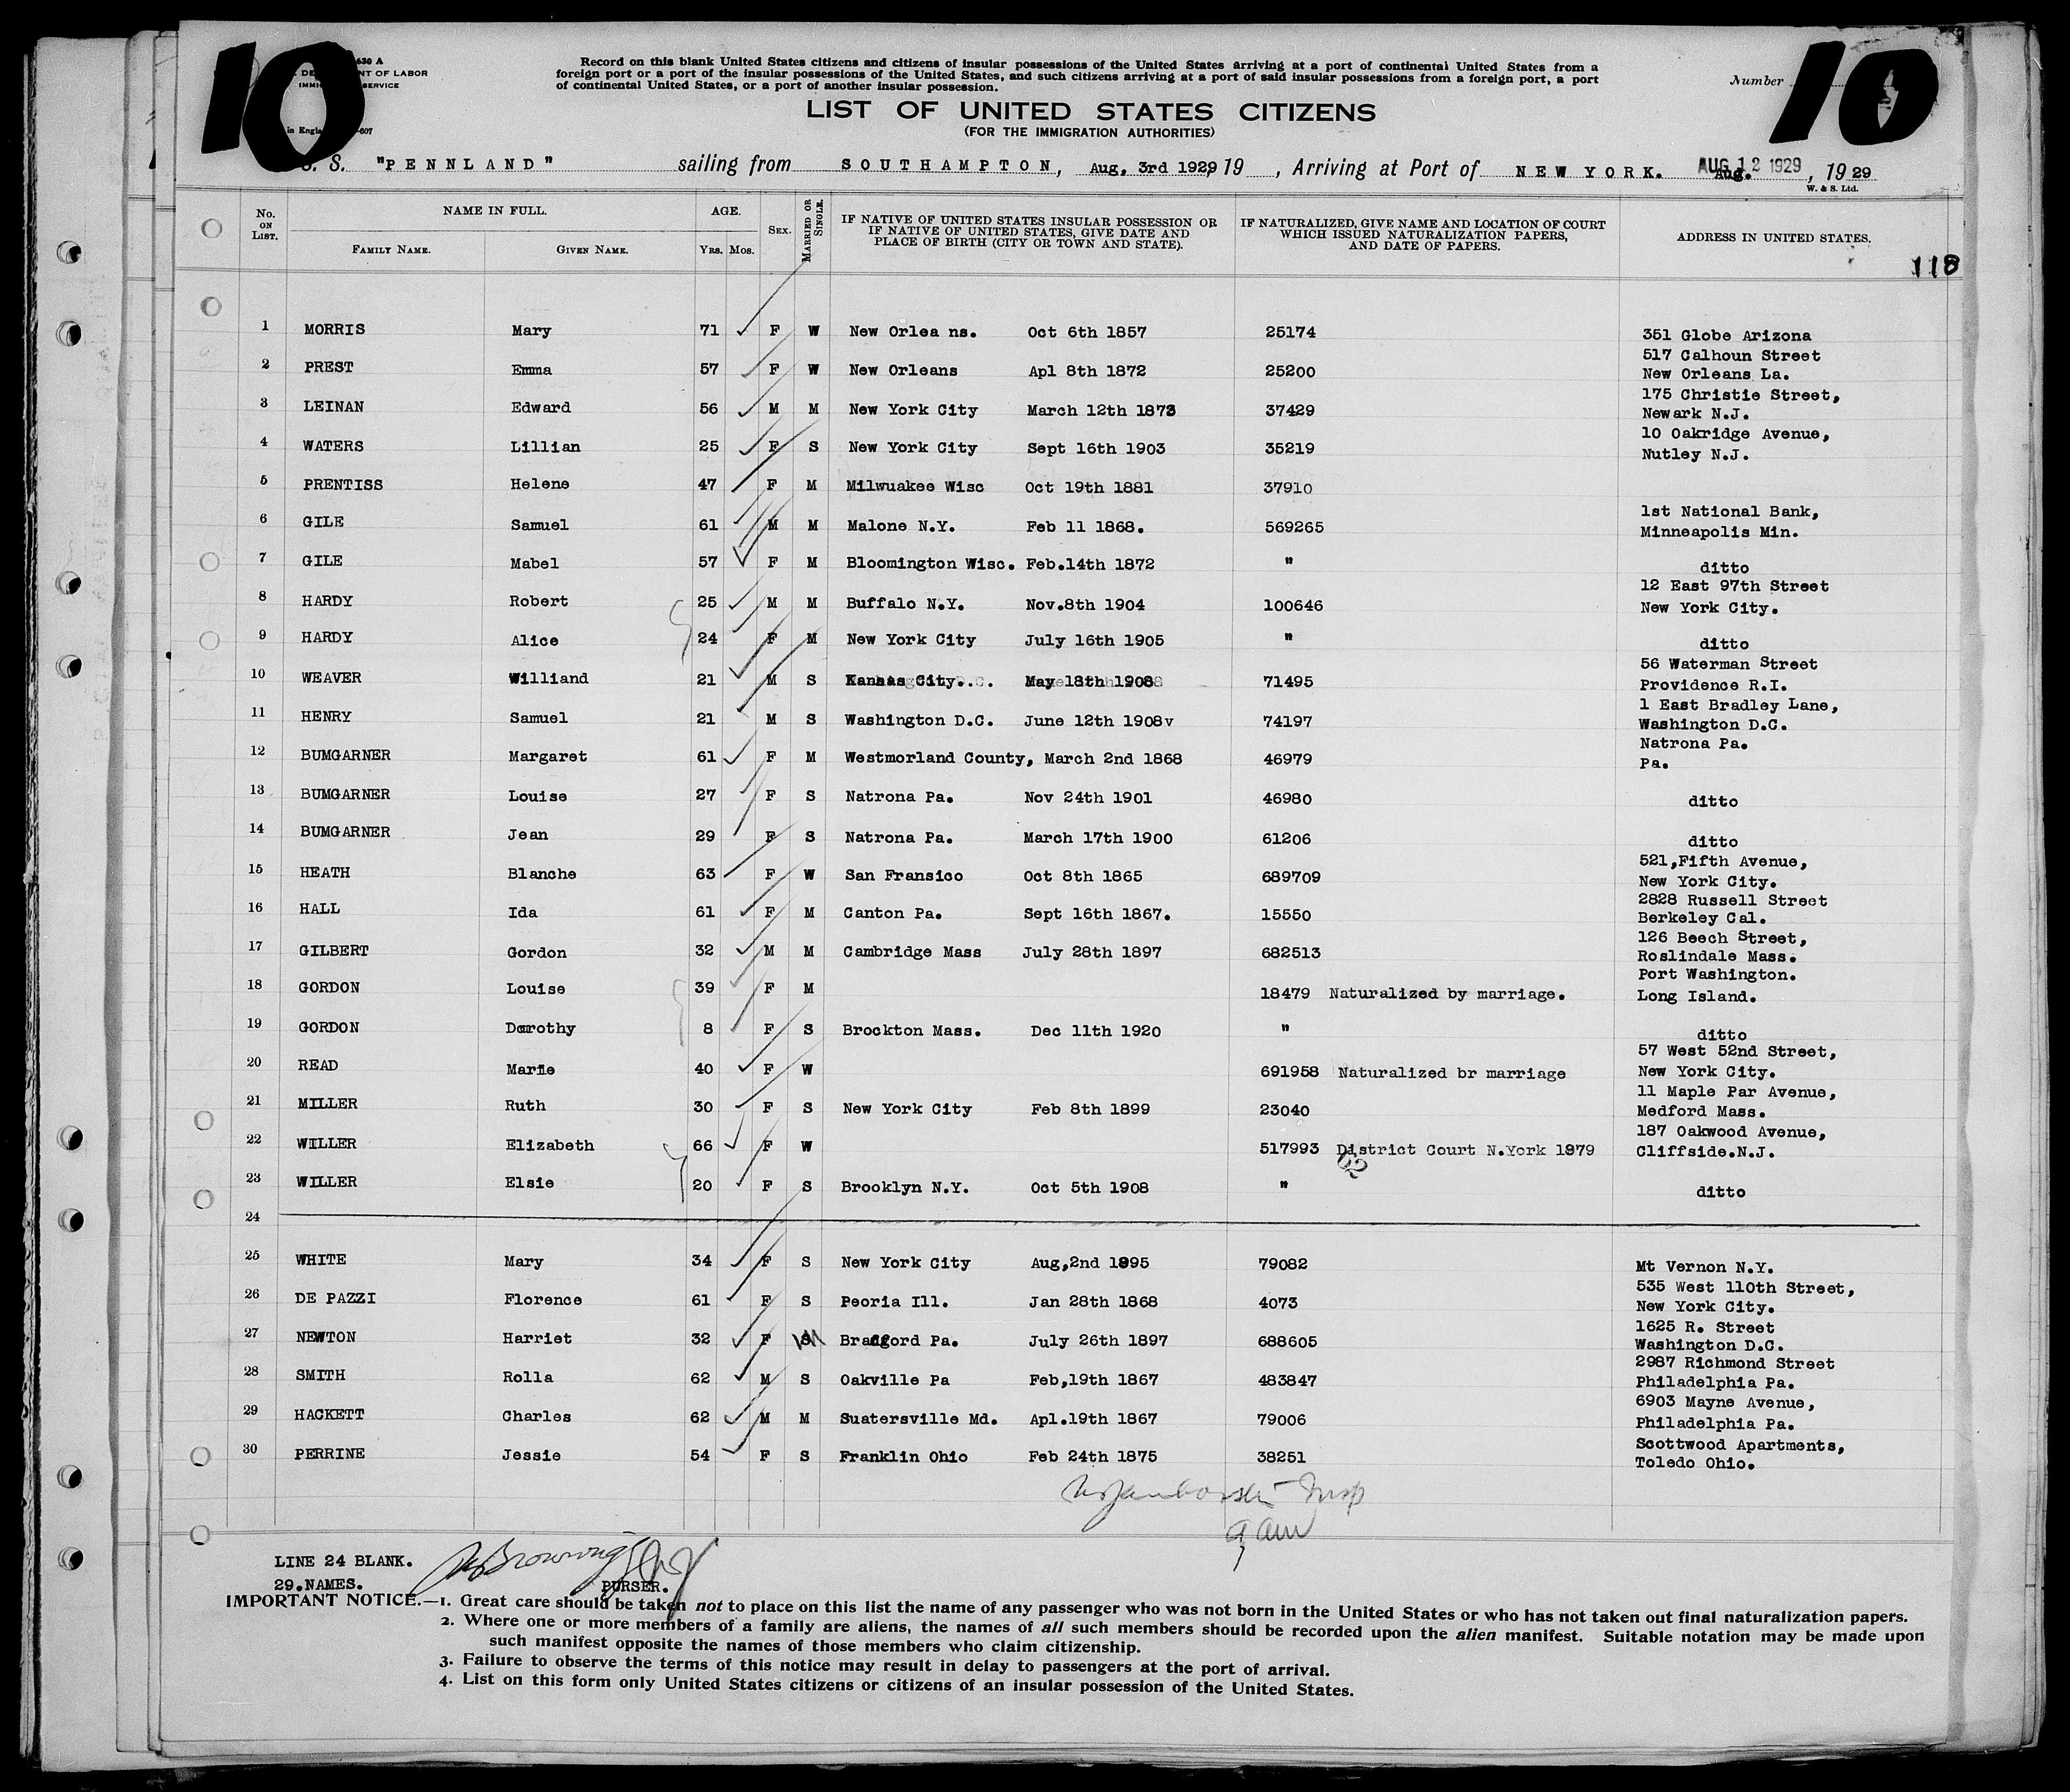 10
630 A
NT OF LABOR
SERVICE
in Engla -607
Record on this blank United States citizens and citizens of insular possessions of the United States arriving at a port of continental United States from a
foreign port or a port of the insular possessions of the United States, and such citizens arriving at a port of said insular possessions from a foreign port, a port
of continental United States, or a port of another insular possession.
Number
10
LIST OF UNITED STATES CITIZENS
(FOR THE IMMIGRATION AUTHORITIES)
S. S. "PENNLAND" sailing from SOUTHAMPTON, Aug, 3rd 1929, 19 , Arriving at Port of NEW YORK. AUG 12 1929 Aug. , 19 29
W. & S. Ltd.
No. ON LIST. NAME IN FULL. AGE. SEX. MARRIED OR SINGLE. IF NATIVE OF UNITED STATES INSULAR POSSESSION OR IF NATIVE OF UNITED STATES, GIVE DATE AND PLACE OF BIRTH (CITY OR TOWN AND STATE). IF NATURALIZED, GIVE NAME AND LOCATION OF COURT WHICH ISSUED NATURALIZATION PAPERS, AND DATE OF PAPERS. ADDRESS IN UNITED STATES.
FAMILY NAME. GIVEN NAME. YRS. MOS.
118
1 MORRIS Mary 71 F W New Orlea ns. Oct 6th 1857 25174 351 Globe Arizona
2 PREST Emma 57 F W New Orleans Apl 8th 1872 25200 517 Calhoun Street
New Orleans La.
3 LEINAN Edward 56 M M New York City March 12th 1873 37429 175 Christie Street,
Newark N.J.
4 WATERS Lillian 25 F S New York City Sept 16th 1903 35219 10 Oakridge Avenue,
Nutley N.J.
5 PRENTISS Helene 47 F M Milwuakee Wisc Oct 19th 1881 37910
6 GILE Samuel 61 M M Malone N.Y. Feb 11 1868. 569265 1st National Bank,
Minneapolis Min.
7 GILE Mabel 57 F M Bloomington Wisc. Feb.14th 1872 " ditto
8 HARDY Robert 25 M M Buffalo N.Y. Nov.8th 1904 100646 12 East 97th Street
New York City.
9 HARDY Alice 24 F M New York City July 16th 1905 " ditto
10 WEAVER Williand 21 M S Kansas City. May 18th 1908 71495 56 Waterman Street
Providence R.I.
11 HENRY Samuel 21 M S Washington D.C. June 12th 1908v 74197 1 East Bradley Lane,
Washington D.C.
12 BUMGARNER Margaret 61 F M Westmorland County, March 2nd 1868 46979 Natrona Pa.
Pa.
13 BUMGARNER Louise 27 F S Natrona Pa. Nov 24th 1901 46980 ditto
14 BUMGARNER Jean 29 F S Natrona Pa. March 17th 1900 61206 ditto
15 HEATH Blanche 63 F W San Fransico Oct 8th 1865 689709 521,Fifth Avenue,
New York City.
16 HALL Ida 61 F M Canton Pa. Sept 16th 1867. 15550 2828 Russell Street
Berkeley Cal.
17 GILBERT Gordon 32 M M Cambridge Mass July 28th 1897 682513 126 Beech Street,
Roslindale Mass.
18 GORDON Louise 39 F M 18479 Naturalized by marriage. Port Washington.
Long Island.
19 GORDON Dorothy 8 F S Brockton Mass. Dec 11th 1920 " ditto
20 READ Marie 40 F W 691958 Naturalized br marriage 57 West 52nd Street,
New York City.
21 MILLER Ruth 30 F S New York City Feb 8th 1899 23040 11 Maple Par Avenue,
Medford Mass.
22 WILLER Elizabeth 66 F W 517993 District Court N.York 1879 187 Oakwood Avenue,
Cliffside.N.J.
23 WILLER Elsie 20 F S Brooklyn N.Y. Oct 5th 1908 " ditto
24
25 WHITE Mary 34 F S New York City Aug,2nd 1895 79082 Mt Vernon N.Y.
26 DE PAZZI Florence 61 F S Peoria Ill. Jan 28th 1868 4073 535 West 110th Street,
New York City.
27 NEWTON Harriet 32 F M Bradford Pa. July 26th 1897 688605 1625 R. Street
Washington D.C.
28 SMITH Rolla 62 M S Oakville Pa Feb,19th 1867 483847 2987 Richmond Street
Philadelphia Pa.
29 HACKETT Charles 62 M M Suatersville Md. Apl.19th 1867 79006 6903 Mayne Avenue,
Philadelphia Pa.
30 PERRINE Jessie 54 F S Franklin Ohio Feb 24th 1875 38251 Scottwood Apartments,
Toledo Ohio.
Insp
LINE 24 BLANK.
29.NAMES. Browning PURSER.
IMPORTANT NOTICE.—1. Great care should be taken not to place on this list the name of any passenger who was not born in the United States or who has not taken out final naturalization papers.
2. Where one or more members of a family are aliens, the names of all such members should be recorded upon the alien manifest. Suitable notation may be made upon
such manifest opposite the names of those members who claim citizenship.
3. Failure to observe the terms of this notice may result in delay to passengers at the port of arrival.
4. List on this form only United States citizens or citizens of an insular possession of the United States.